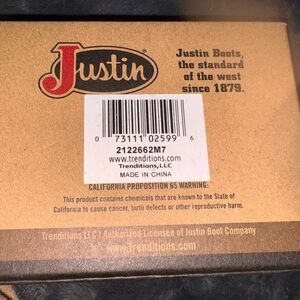 Justin®
Justin Boots,
the standard
of the west
since 1879.
0 73111 02599 6
2122662M7
www.trenditions.com
Trenditions,LLC
MADE IN CHINA
CALIFORNIA PROPOSITION 65 WARNING:
This product contains chemicals that are known to the State of
California to cause cancer, birth defects or other reproductive harm.
Trenditions LLC | Authorized Licensee of Justin Boot Company
www.Trenditions.com